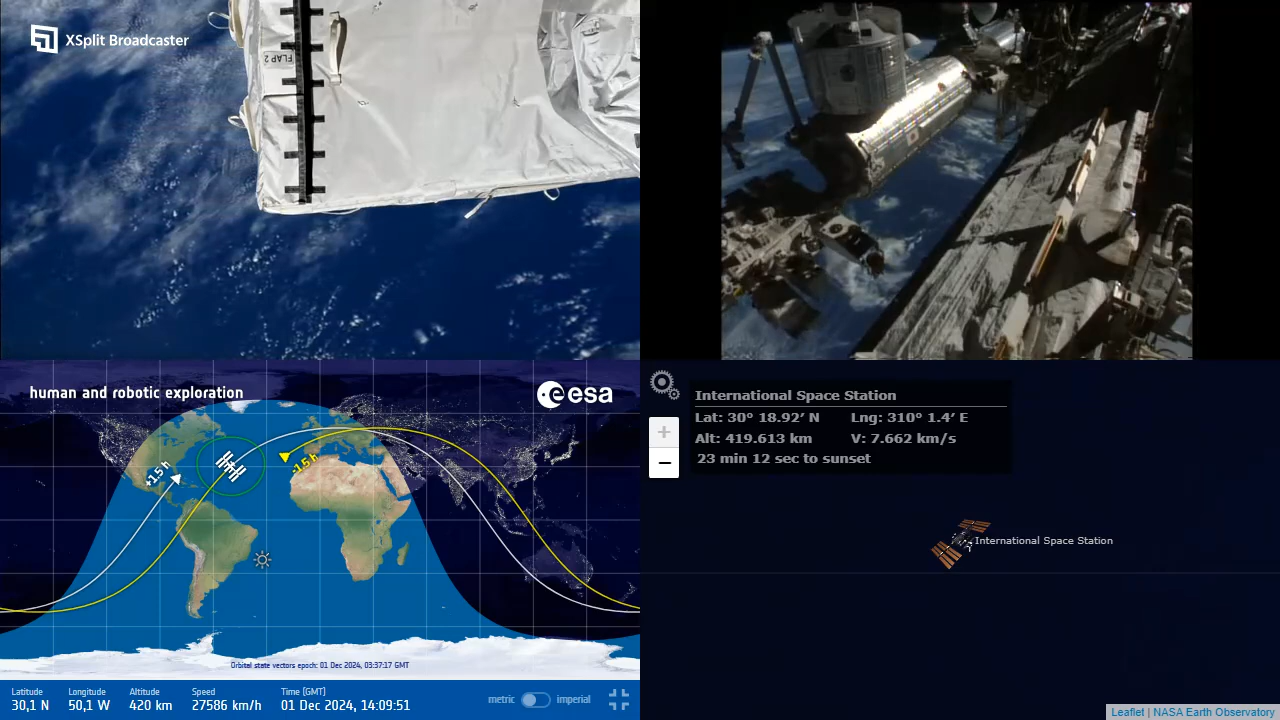 XSplit Broadcaster
FLAP 2
human and robotic exploration
esa
+1.5 h
-1.5 h
Orbital state vectors epoch: 01 Dec 2024, 03:37:17 GMT
Latitude Longitude Altitude Speed Time (GMT)
30,1 N 50,1 W 420 km 27586 km/h 01 Dec 2024, 14:09:51
metric imperial
International Space Station
Lat: 30° 18.92′ N Lng: 310° 1.4′ E
Alt: 419.613 km V: 7.662 km/s
23 min 12 sec to sunset
+
−
International Space Station
Leaflet | NASA Earth Observatory